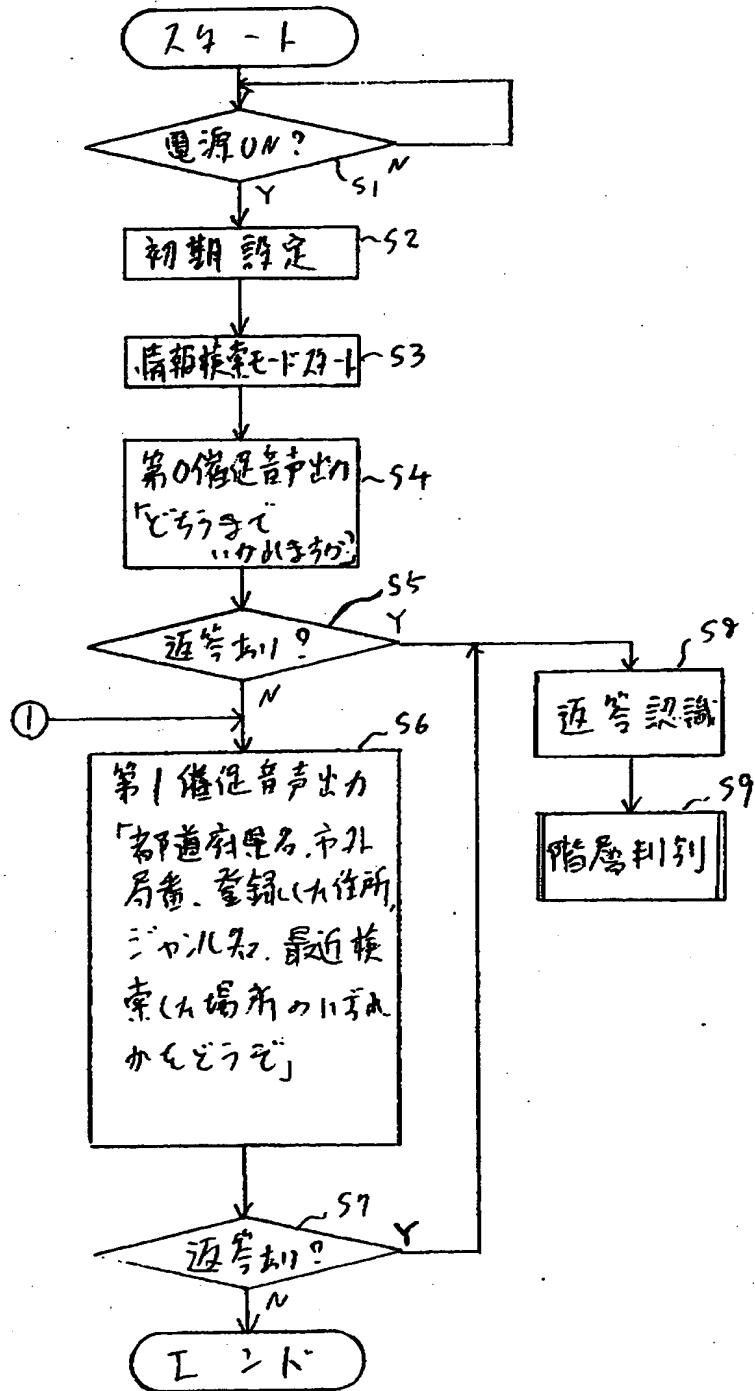 スタート
電源ON?
S1
N
Y
初期設定
S2
情報検索モードスタート
S3
第0催促音声出力
「どちらまで
いかれますか」
S4
返答あり?
S5
Y
N
①
返答認識
S8
階層判別
S9
S6
第1催促音声出力
「都道府県名、市外
局番、登録した住所、
ジャンル名、最近検
索した場所のいずれ
かをどうぞ」
返答あり?
S7
Y
N
エンド